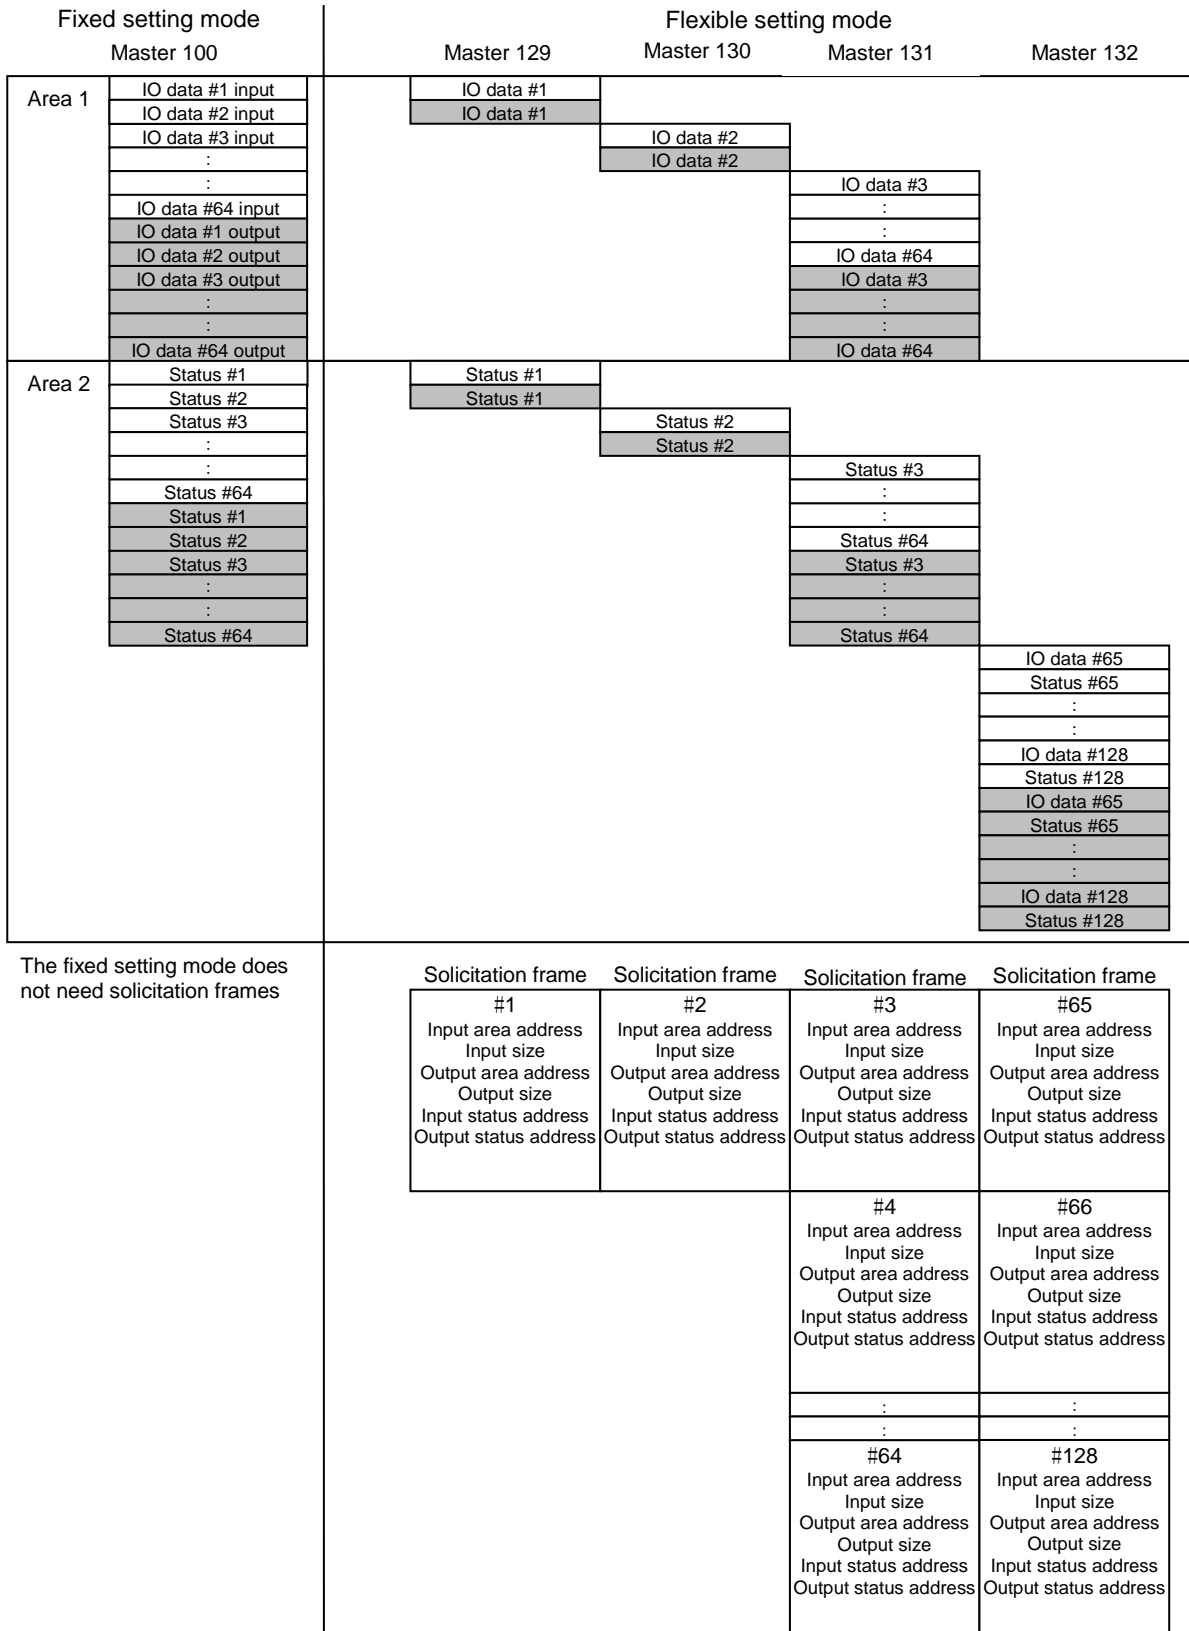 Fixed setting mode
Flexible setting mode
Master 100
Master 129
Master 130
Master 131
Master 132
Area 1
IO data #1 input
IO data #2 input
IO data #3 input
:
:
IO data #64 input
IO data #1 output
IO data #2 output
IO data #3 output
:
:
IO data #64 output
IO data #1
IO data #1
IO data #2
IO data #2
IO data #3
:
:
IO data #64
IO data #3
:
:
IO data #64
Area 2
Status #1
Status #2
Status #3
:
:
Status #64
Status #1
Status #2
Status #3
:
:
Status #64
Status #1
Status #1
Status #2
Status #2
Status #3
:
:
Status #64
Status #3
:
:
Status #64
IO data #65
Status #65
:
:
IO data #128
Status #128
IO data #65
Status #65
:
:
IO data #128
Status #128
The fixed setting mode does
not need solicitation frames
Solicitation frame
#1
Input area address
Input size
Output area address
Output size
Input status address
Output status address
Solicitation frame
#2
Input area address
Input size
Output area address
Output size
Input status address
Output status address
Solicitation frame
#3
Input area address
Input size
Output area address
Output size
Input status address
Output status address
#4
Input area address
Input size
Output area address
Output size
Input status address
Output status address
:
:
#64
Input area address
Input size
Output area address
Output size
Input status address
Output status address
Solicitation frame
#65
Input area address
Input size
Output area address
Output size
Input status address
Output status address
#66
Input area address
Input size
Output area address
Output size
Input status address
Output status address
:
:
#128
Input area address
Input size
Output area address
Output size
Input status address
Output status address